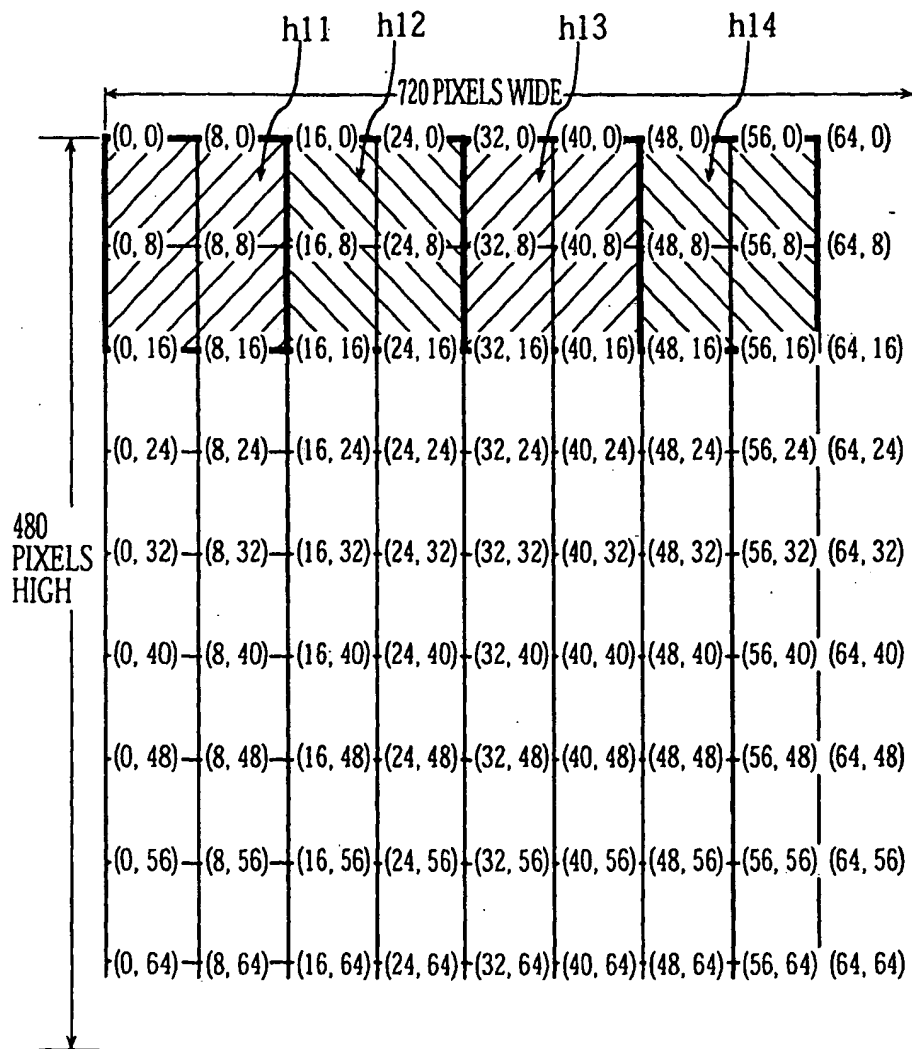 h11 h12 h13 h14
720 PIXELS WIDE
(0, 0) (8, 0) (16, 0) (24, 0) (32, 0) (40, 0) (48, 0) (56, 0) (64, 0)
(0, 8) (8, 8) (16, 8) (24, 8) (32, 8) (40, 8) (48, 8) (56, 8) (64, 8)
(0, 16) (8, 16) (16, 16) (24, 16) (32, 16) (40, 16) (48, 16) (56, 16) (64, 16)
(0, 24) (8, 24) (16, 24) (24, 24) (32, 24) (40, 24) (48, 24) (56, 24) (64, 24)
480
PIXELS
HIGH
(0, 32) (8, 32) (16, 32) (24, 32) (32, 32) (40, 32) (48, 32) (56, 32) (64, 32)
(0, 40) (8, 40) (16, 40) (24, 40) (32, 40) (40, 40) (48, 40) (56, 40) (64, 40)
(0, 48) (8, 48) (16, 48) (24, 48) (32, 48) (40, 48) (48, 48) (56, 48) (64, 48)
(0, 56) (8, 56) (16, 56) (24, 56) (32, 56) (40, 56) (48, 56) (56, 56) (64, 56)
(0, 64) (8, 64) (16, 64) (24, 64) (32, 64) (40, 64) (48, 64) (56, 64) (64, 64)